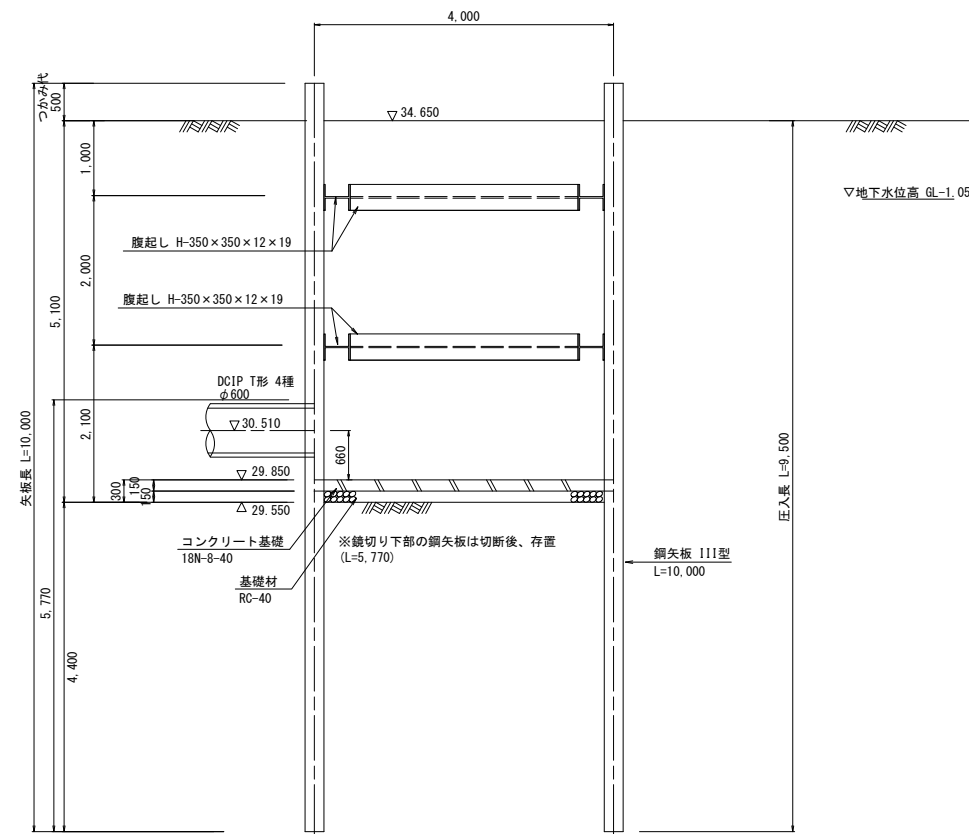 4,000
つかみ代
500
▽34.650
1,000
▽地下水位高 GL-1.05
腹起し H-350×350×12×19
2,000
腹起し H-350×350×12×19
5,100
DCIP T形 4種
φ600
2,100
▽30.510
660
矢板長 L=10,000
圧入長 L=9,500
▽ 29.850
300
150
150
△ 29.550
コンクリート基礎
18N-8-40
※鏡切り下部の鋼矢板は切断後、存置
(L=5,770)
鋼矢板 III型
L=10,000
基礎材
RC-40
5,770
4,400